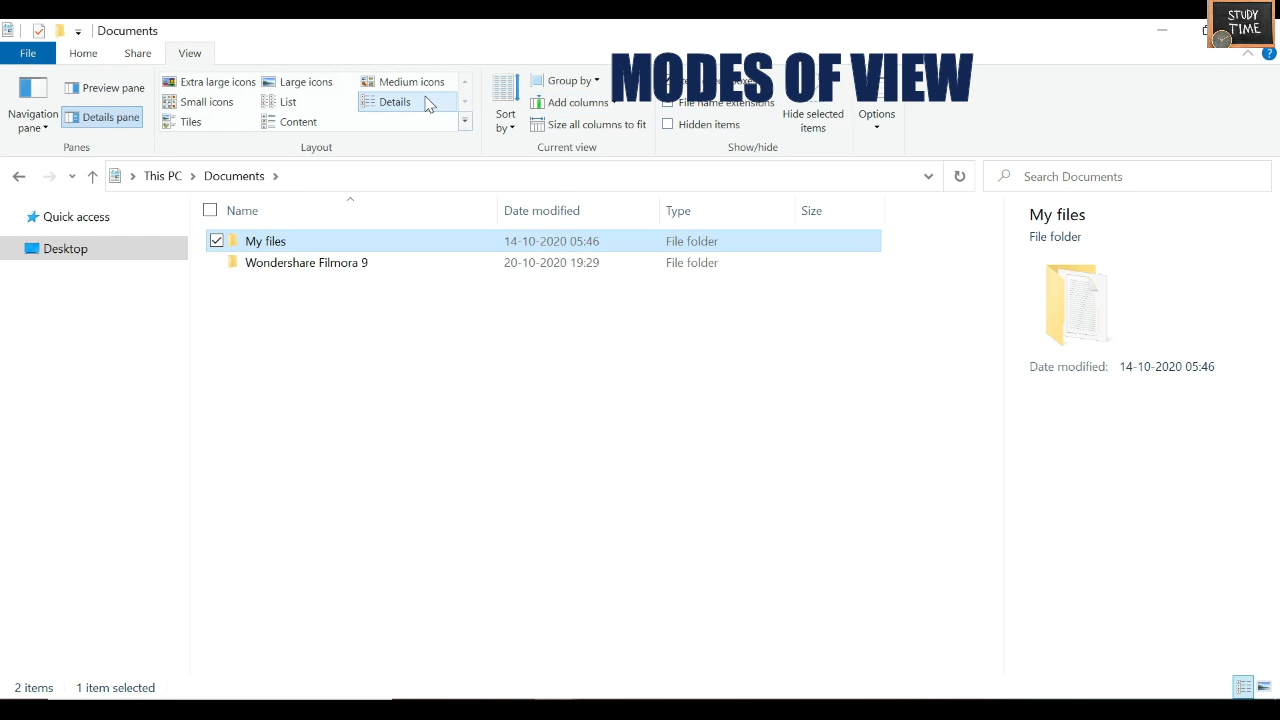 Documents
STUDY
TIME
File
Home
Share
View
MODES OF VIEW
Navigation
pane
Preview pane
Details pane
Panes
Extra large icons
Large icons
Medium icons
Small icons
List
Details
Tiles
Content
Layout
Sort
by
Group by
Add columns
Size all columns to fit
Current view
File name extensions
Hidden items
Hide selected
items
Show/hide
Options
This PC
Documents
Search Documents
Quick access
Desktop
Name
Date modified
Type
Size
My files
14-10-2020 05:46
File folder
Wondershare Filmora 9
20-10-2020 19:29
File folder
My files
File folder
Date modified: 14-10-2020 05:46
2 items
1 item selected